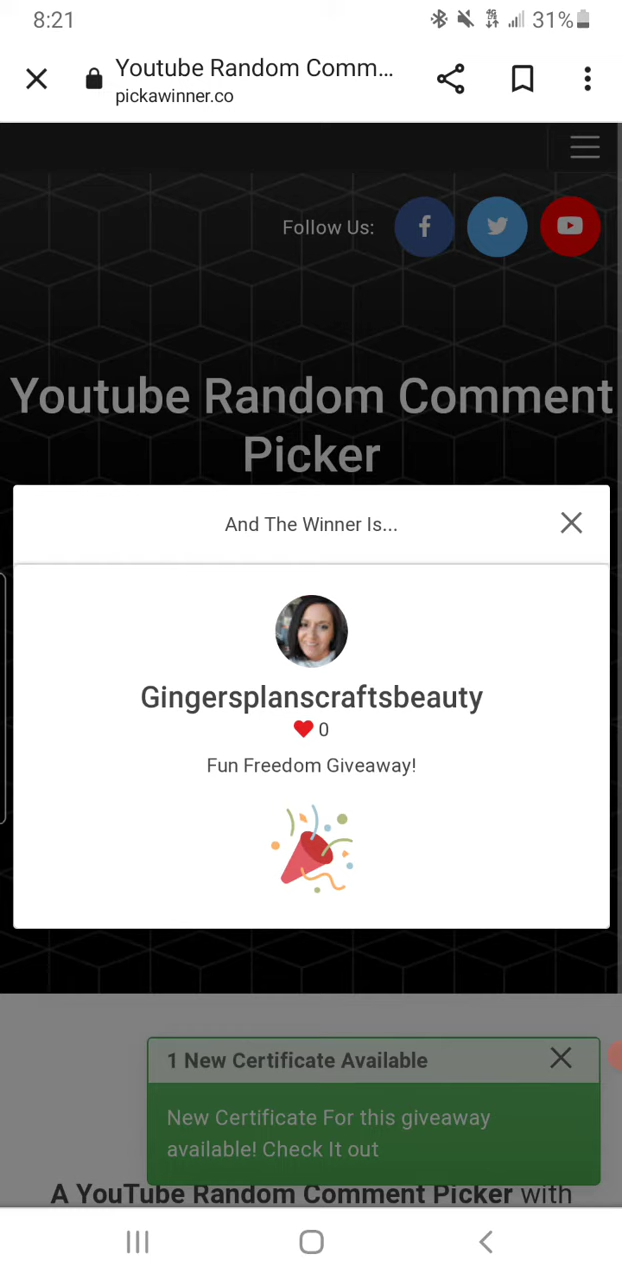 8:21
4G
31%
Youtube Random Comm...
pickawinner.co
Follow Us:
Youtube Random Comment
Picker
And The Winner Is...
Gingersplanscraftsbeauty
0
Fun Freedom Giveaway!
1 New Certificate Available
New Certificate For this giveaway
available! Check It out
A YouTube Random Comment Picker with